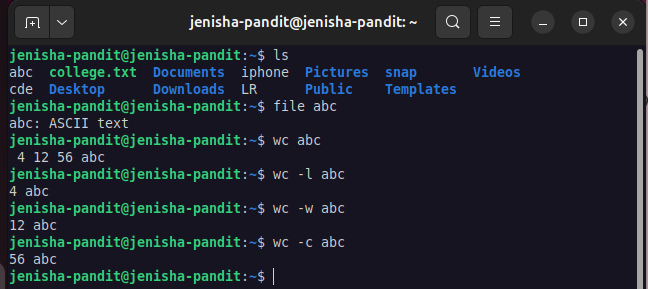 jenisha-pandit@jenisha-pandit: ~
jenisha-pandit@jenisha-pandit:~$ ls
abc  college.txt  Documents  iphone  Pictures  snap       Videos
cde  Desktop      Downloads  LR      Public    Templates
jenisha-pandit@jenisha-pandit:~$ file abc
abc: ASCII text
jenisha-pandit@jenisha-pandit:~$ wc abc
 4 12 56 abc
jenisha-pandit@jenisha-pandit:~$ wc -l abc
4 abc
jenisha-pandit@jenisha-pandit:~$ wc -w abc
12 abc
jenisha-pandit@jenisha-pandit:~$ wc -c abc
56 abc
jenisha-pandit@jenisha-pandit:~$